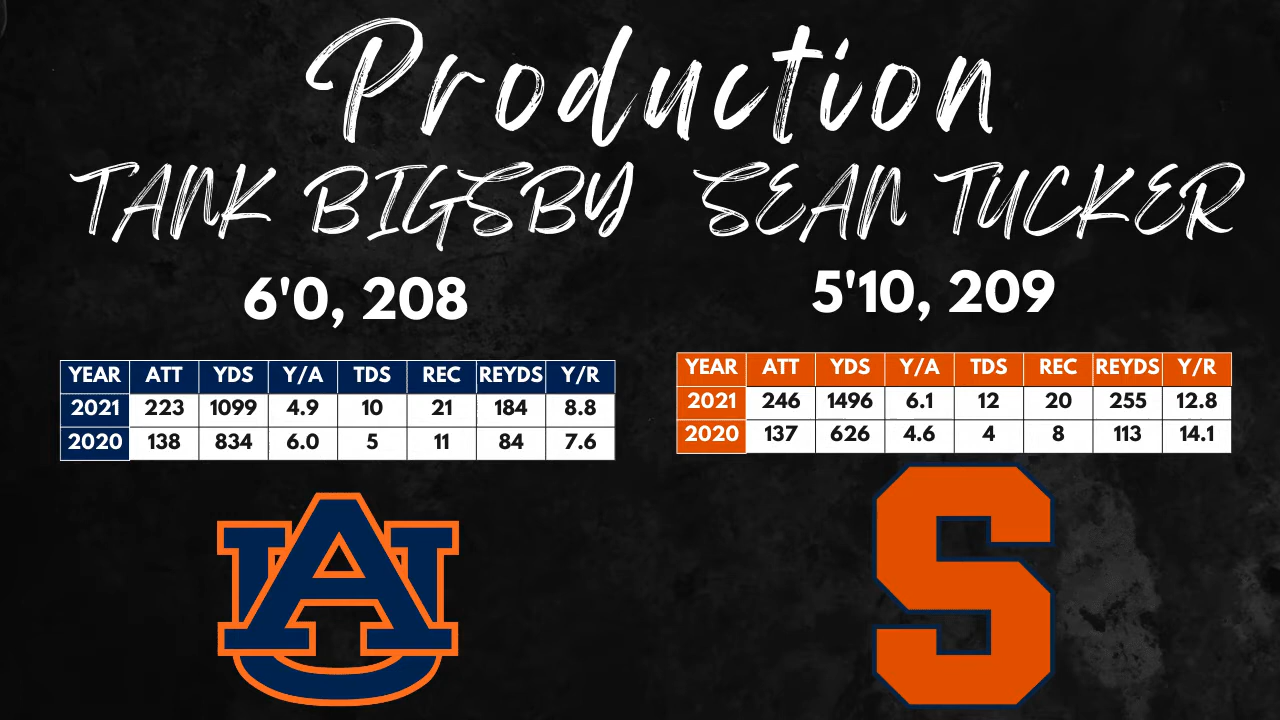 Production
TANK BIGSBY
6'0, 208
YEAR ATT YDS Y/A TDS REC REYDS Y/R
2021 223 1099 4.9 10 21 184 8.8
2020 138 834 6.0 5 11 84 7.6
AU
SEAN TUCKER
5'10, 209
YEAR ATT YDS Y/A TDS REC REYDS Y/R
2021 246 1496 6.1 12 20 255 12.8
2020 137 626 4.6 4 8 113 14.1
S